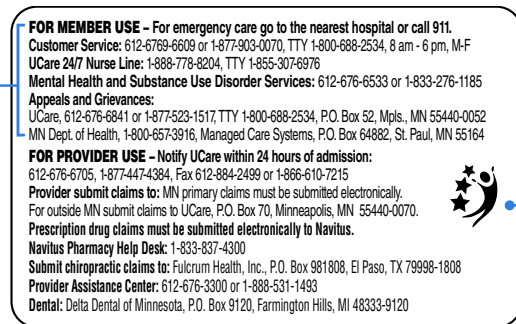 FOR MEMBER USE – For emergency care go to the nearest hospital or call 911.
Customer Service: 612-6769-6609 or 1-877-903-0070, TTY 1-800-688-2534, 8 am - 6 pm, M-F
UCare 24/7 Nurse Line: 1-888-778-8204, TTY 1-855-307-6976
Mental Health and Substance Use Disorder Services: 612-676-6533 or 1-833-276-1185
Appeals and Grievances:
UCare, 612-676-6841 or 1-877-523-1517, TTY 1-800-688-2534, P.O. Box 52, Mpls., MN 55440-0052
MN Dept. of Health, 1-800-657-3916, Managed Care Systems, P.O. Box 64882, St. Paul, MN 55164
FOR PROVIDER USE – Notify UCare within 24 hours of admission:
612-676-6705, 1-877-447-4384, Fax 612-884-2499 or 1-866-610-7215
Provider submit claims to: MN primary claims must be submitted electronically.
For outside MN submit claims to UCare, P.O. Box 70, Minneapolis, MN 55440-0070.
Prescription drug claims must be submitted electronically to Navitus.
Navitus Pharmacy Help Desk: 1-833-837-4300
Submit chiropractic claims to: Fulcrum Health, Inc., P.O. Box 981808, El Paso, TX 79998-1808
Provider Assistance Center: 612-676-3300 or 1-888-531-1493
Dental: Delta Dental of Minnesota, P.O. Box 9120, Farmington Hills, MI 48333-9120